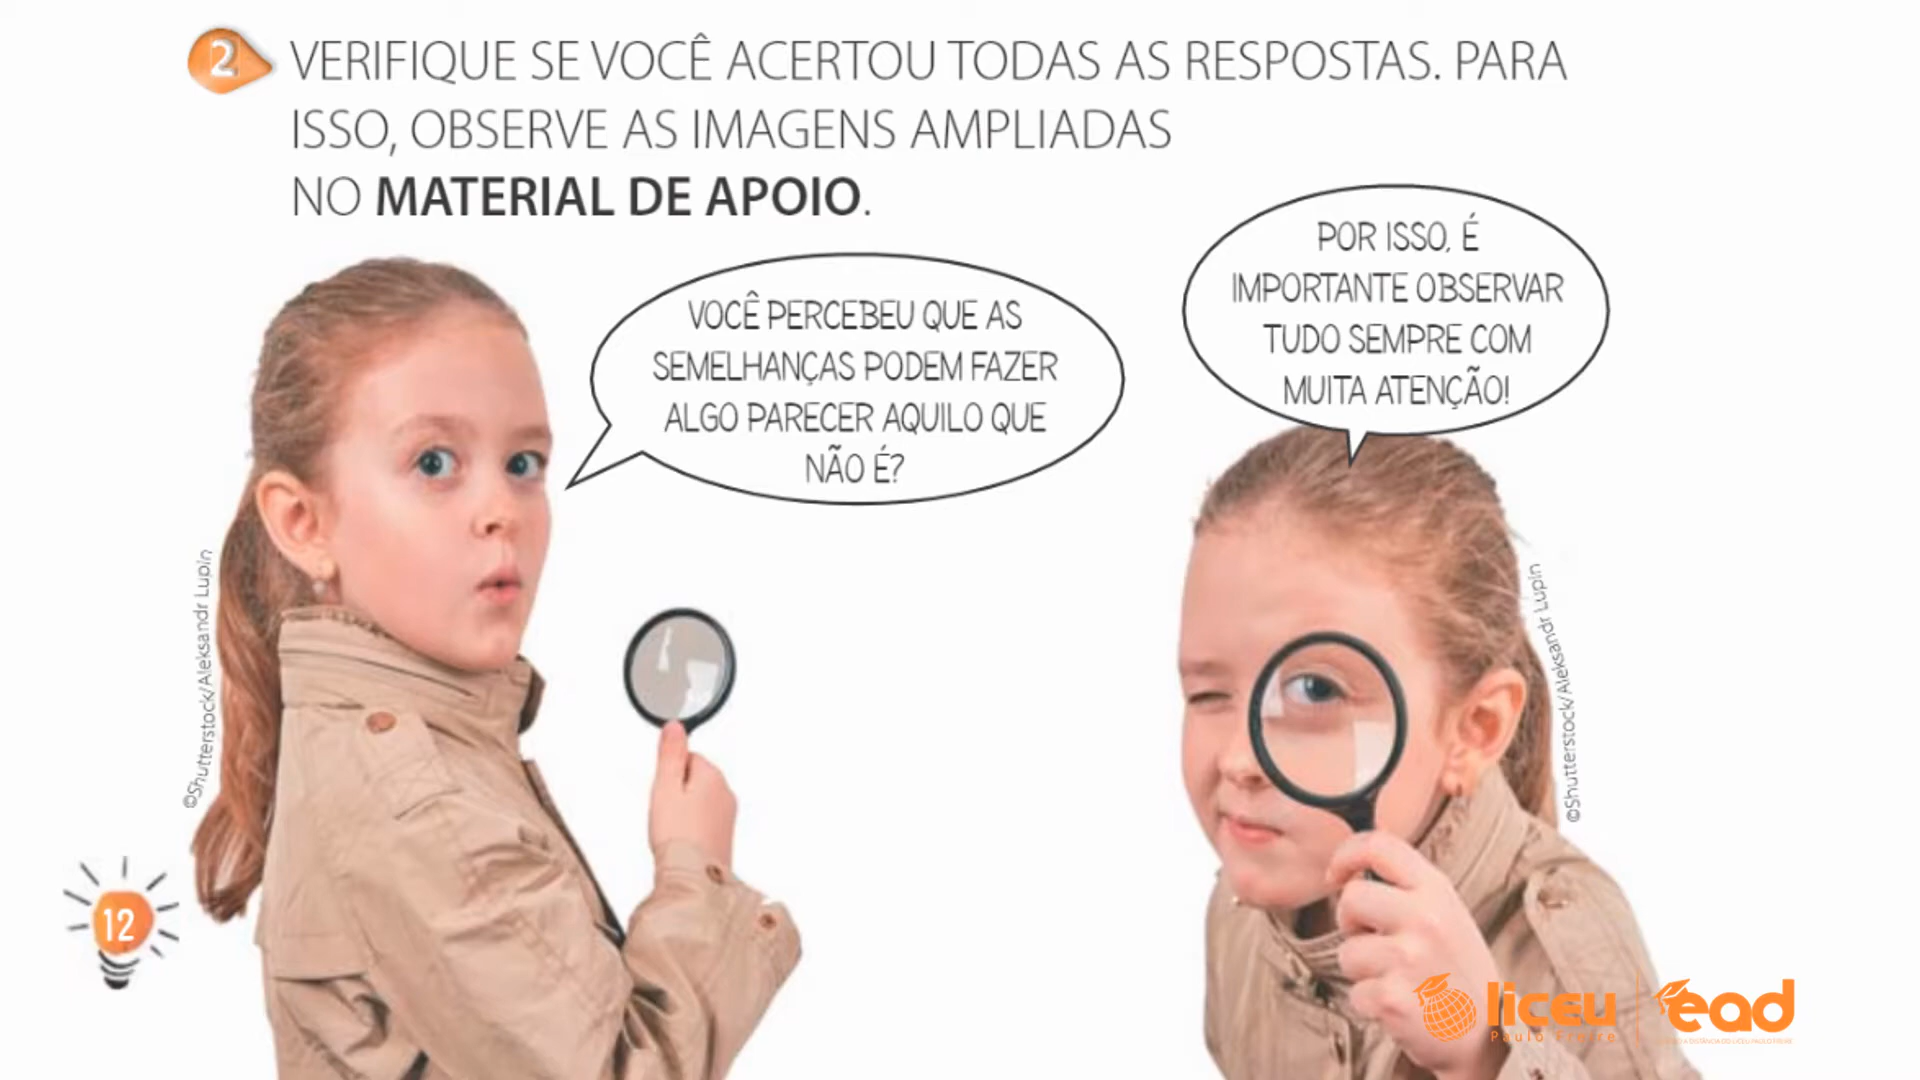 2 VERIFIQUE SE VOCÊ ACERTOU TODAS AS RESPOSTAS. PARA
ISSO, OBSERVE AS IMAGENS AMPLIADAS
NO MATERIAL DE APOIO.
VOCÊ PERCEBEU QUE AS
SEMELHANÇAS PODEM FAZER
ALGO PARECER AQUILO QUE
NÃO É?
POR ISSO, É
IMPORTANTE OBSERVAR
TUDO SEMPRE COM
MUITA ATENÇÃO!
©Shutterstock/Aleksandr Lupin
©Shutterstock/Aleksandr Lupin
12
liceu
Paulo Freire
ead